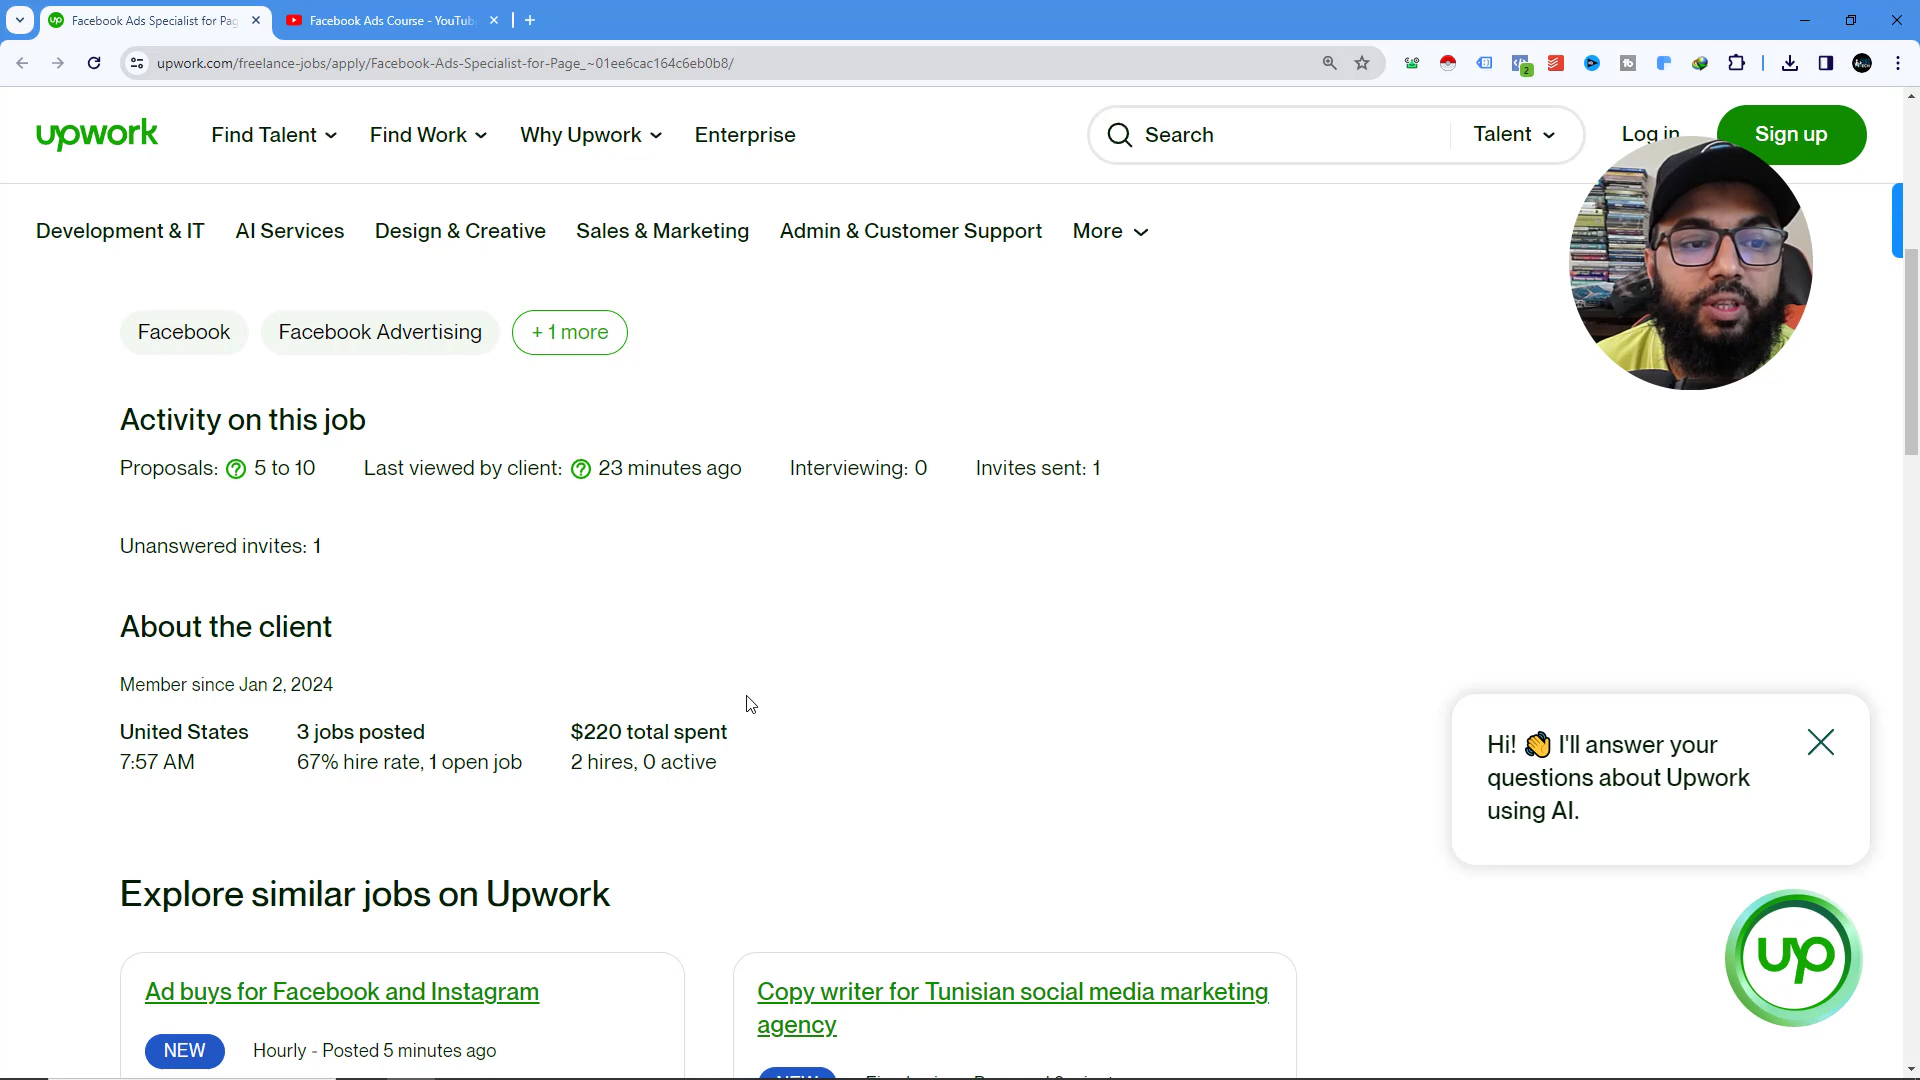 Facebook Ads Specialist for Pag
Facebook Ads Course - YouTub
upwork.com/freelance-jobs/apply/Facebook-Ads-Specialist-for-Page_~01ee6cac164c6eb0b8/
2
upwork
Find Talent
Find Work
Why Upwork
Enterprise
Search
Talent
Log in
Sign up
Development & IT
AI Services
Design & Creative
Sales & Marketing
Admin & Customer Support
More
Facebook
Facebook Advertising
+ 1 more
Activity on this job
Proposals: ? 5 to 10
Last viewed by client: ? 23 minutes ago
Interviewing: 0
Invites sent: 1
Unanswered invites: 1
About the client
Member since Jan 2, 2024
United States
7:57 AM
3 jobs posted
67% hire rate, 1 open job
$220 total spent
2 hires, 0 active
Hi! 👋 I'll answer your
questions about Upwork
using AI.
up
Explore similar jobs on Upwork
Ad buys for Facebook and Instagram
NEW
Hourly - Posted 5 minutes ago
Copy writer for Tunisian social media marketing
agency
NEW